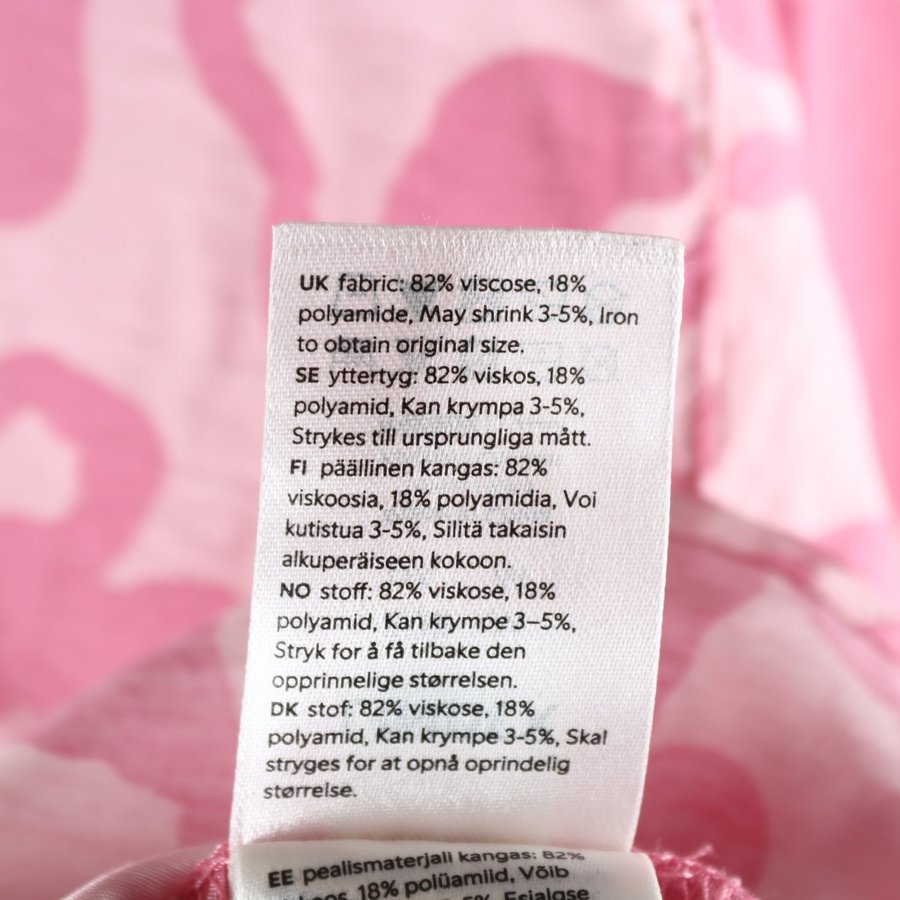 UK fabric: 82% viscose, 18%
polyamide, May shrink 3-5%, Iron
to obtain original size.
SE yttertyg: 82% viskos, 18%
polyamid, Kan krympa 3-5%,
Strykes till ursprungliga mått.
FI päällinen kangas: 82%
viskoosia, 18% polyamidia, Voi
kutistua 3-5%, Silitä takaisin
alkuperäiseen kokoon.
NO stoff: 82% viskose, 18%
polyamid, Kan krympe 3–5%,
Stryk for å få tilbake den
opprinnelige størrelsen.
DK stof: 82% viskose, 18%
polyamid, Kan krympe 3-5%, Skal
stryges for at opnå oprindelig
størrelse.
EE pealismaterjali kangas: 82%
18% polüamiid, Võib